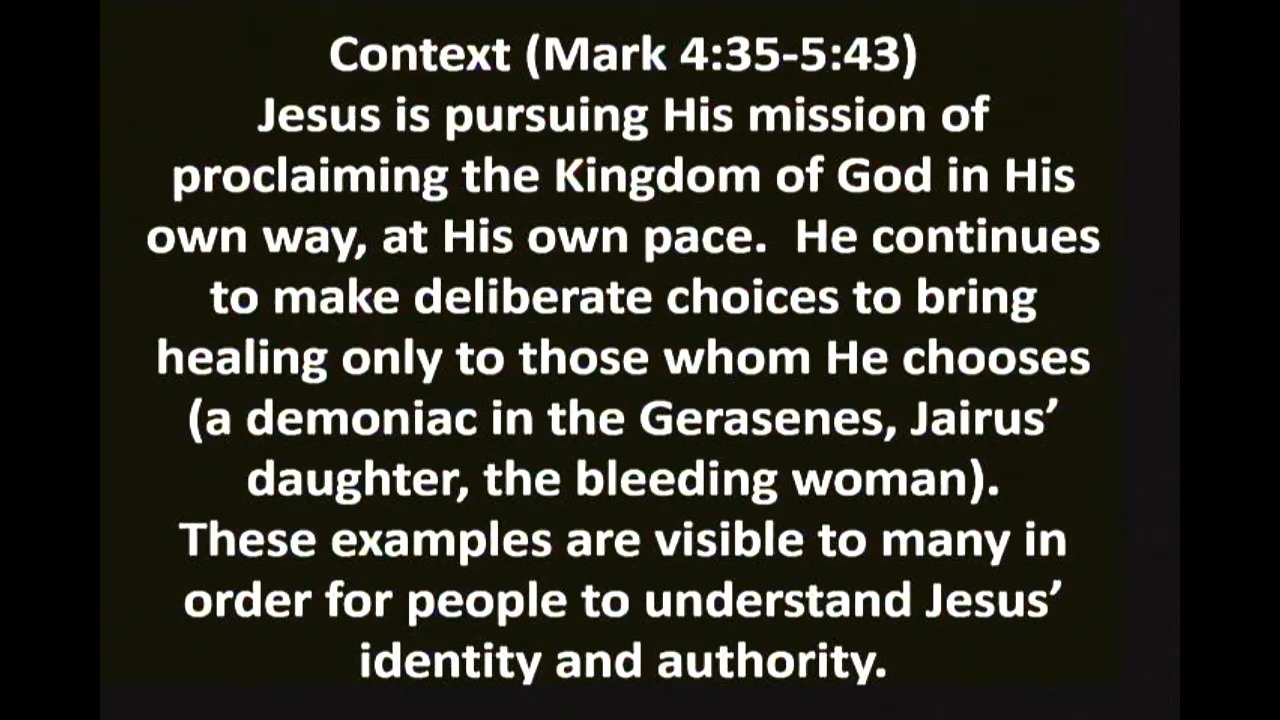 Context (Mark 4:35-5:43)
Jesus is pursuing His mission of
proclaiming the Kingdom of God in His
own way, at His own pace.  He continues
to make deliberate choices to bring
healing only to those whom He chooses
(a demoniac in the Gerasenes, Jairus’
daughter, the bleeding woman).
These examples are visible to many in
order for people to understand Jesus’
identity and authority.